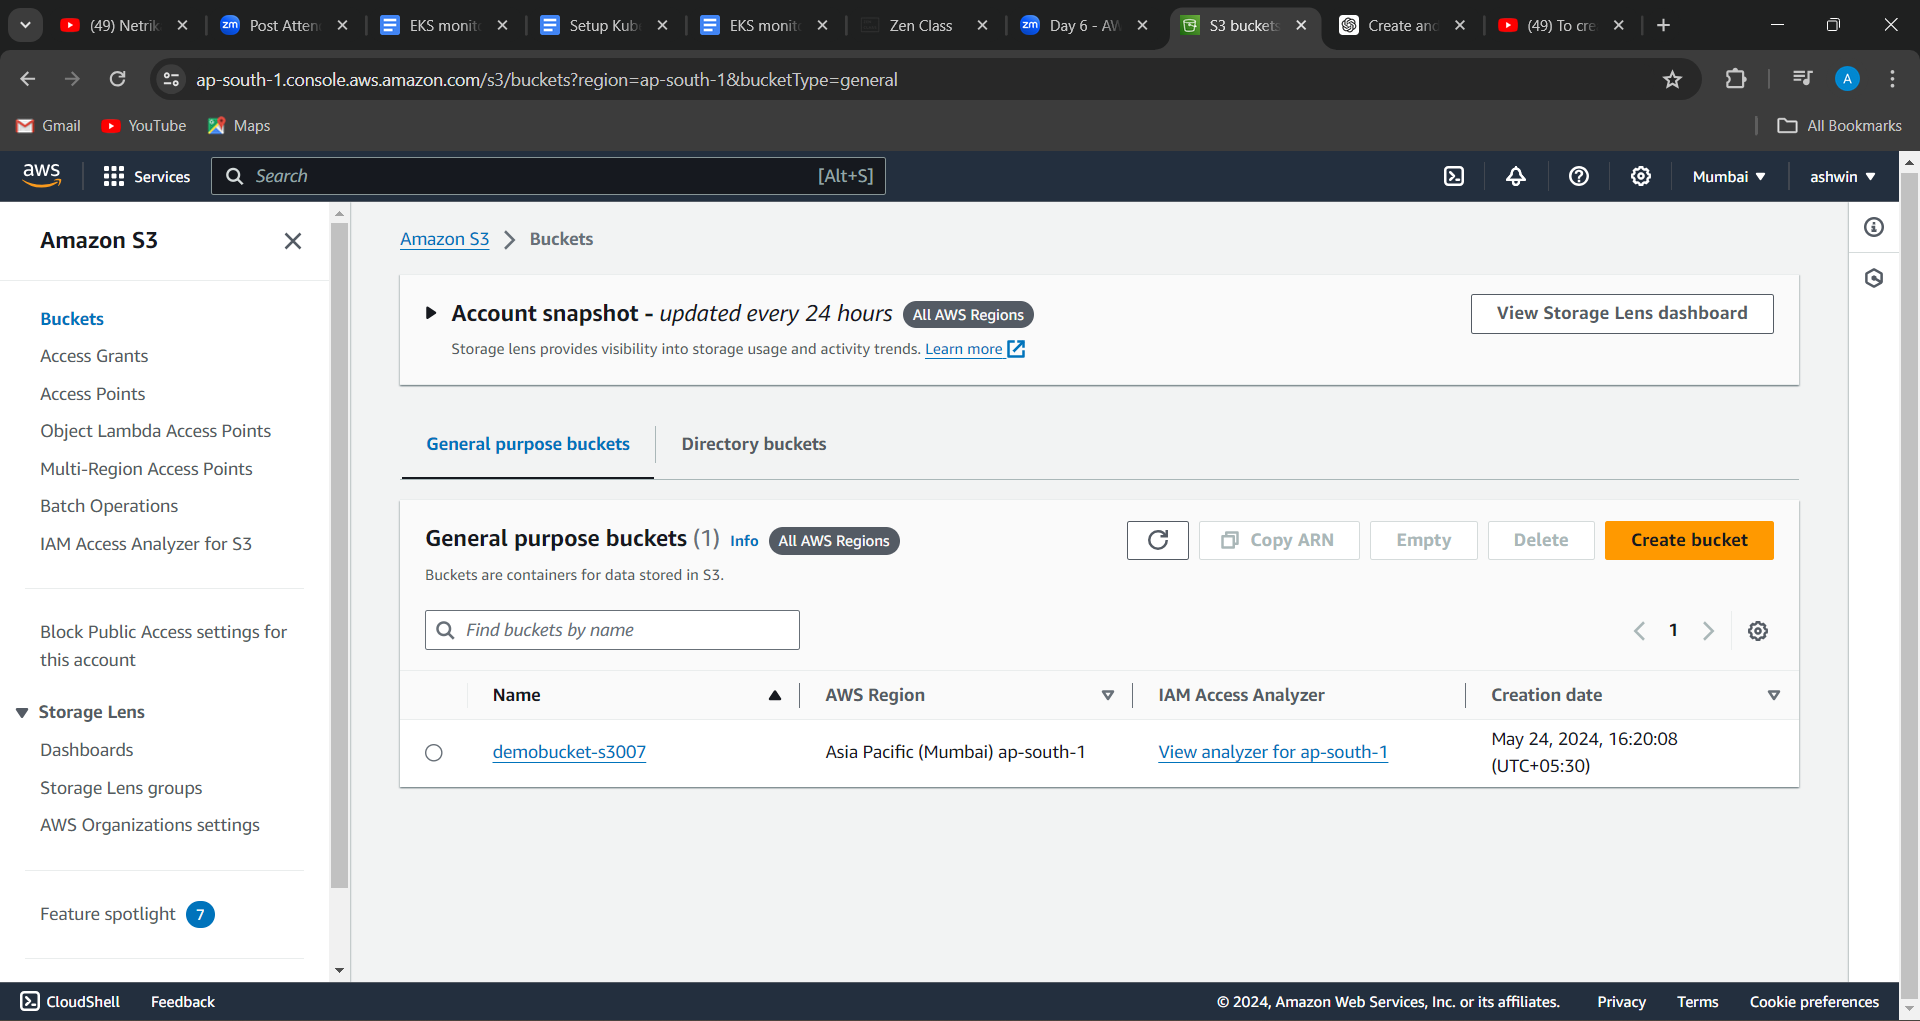 (49) Netrik
Post Atten
EKS monit
Setup Kub
EKS monit
Zen Class
Day 6 - AW
S3 buckets
Create and
(49) To cre
ap-south-1.console.aws.amazon.com/s3/buckets?region=ap-south-1&bucketType=general
A
Gmail
YouTube
Maps
All Bookmarks
aws
Services
Search
[Alt+S]
Mumbai
ashwin
Amazon S3
Buckets
Access Grants
Access Points
Object Lambda Access Points
Multi-Region Access Points
Batch Operations
IAM Access Analyzer for S3
Block Public Access settings for
this account
Storage Lens
Dashboards
Storage Lens groups
AWS Organizations settings
Feature spotlight 7
Amazon S3 > Buckets
Account snapshot - updated every 24 hours All AWS Regions
Storage lens provides visibility into storage usage and activity trends. Learn more
View Storage Lens dashboard
General purpose buckets
Directory buckets
General purpose buckets (1) Info All AWS Regions
Buckets are containers for data stored in S3.
Copy ARN
Empty
Delete
Create bucket
Find buckets by name
1
Name
AWS Region
IAM Access Analyzer
Creation date
demobucket-s3007
Asia Pacific (Mumbai) ap-south-1
View analyzer for ap-south-1
May 24, 2024, 16:20:08
(UTC+05:30)
CloudShell
Feedback
© 2024, Amazon Web Services, Inc. or its affiliates.
Privacy
Terms
Cookie preferences